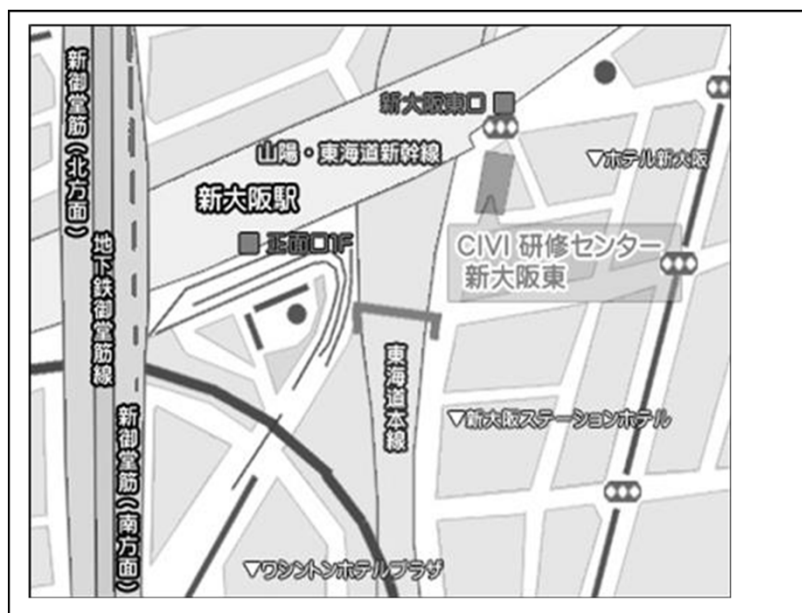 新御堂筋(北方面)
新大阪東口
山陽・東海道新幹線
▼ホテル新大阪
新大阪駅
正面口1F
CIVI 研修センター
新大阪東
地下鉄御堂筋線
東海道本線
新御堂筋(南方面)
▼新大阪ステーションホテル
▼ワシントンホテルプラザ